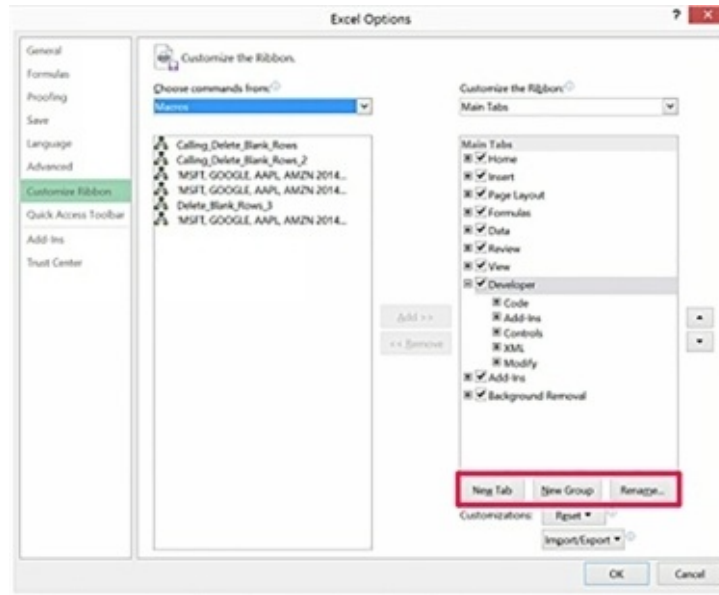 Excel Options
?
General
Formulas
Proofing
Save
Language
Advanced
Customize Ribbon
Quick Access Toolbar
Add-Ins
Trust Center
Customize the Ribbon.
Choose commands from:
Macros
Calling_Delete_Blank_Rows
Calling_Delete_Blank_Rows_2
'MSFT, GOOGLE, AAPL, AMZN 2014...
'MSFT, GOOGLE, AAPL, AMZN 2014...
Delete_Blank_Rows_3
'MSFT, GOOGLE, AAPL, AMZN 2014...
Add >>
<< Remove
Customize the Ribbon:
Main Tabs
Main Tabs
Home
Insert
Page Layout
Formulas
Data
Review
View
Developer
Code
Add-Ins
Controls
XML
Modify
Add-Ins
Background Removal
New Tab New Group Rename...
Customizations: Reset
Import/Export
OK Cancel